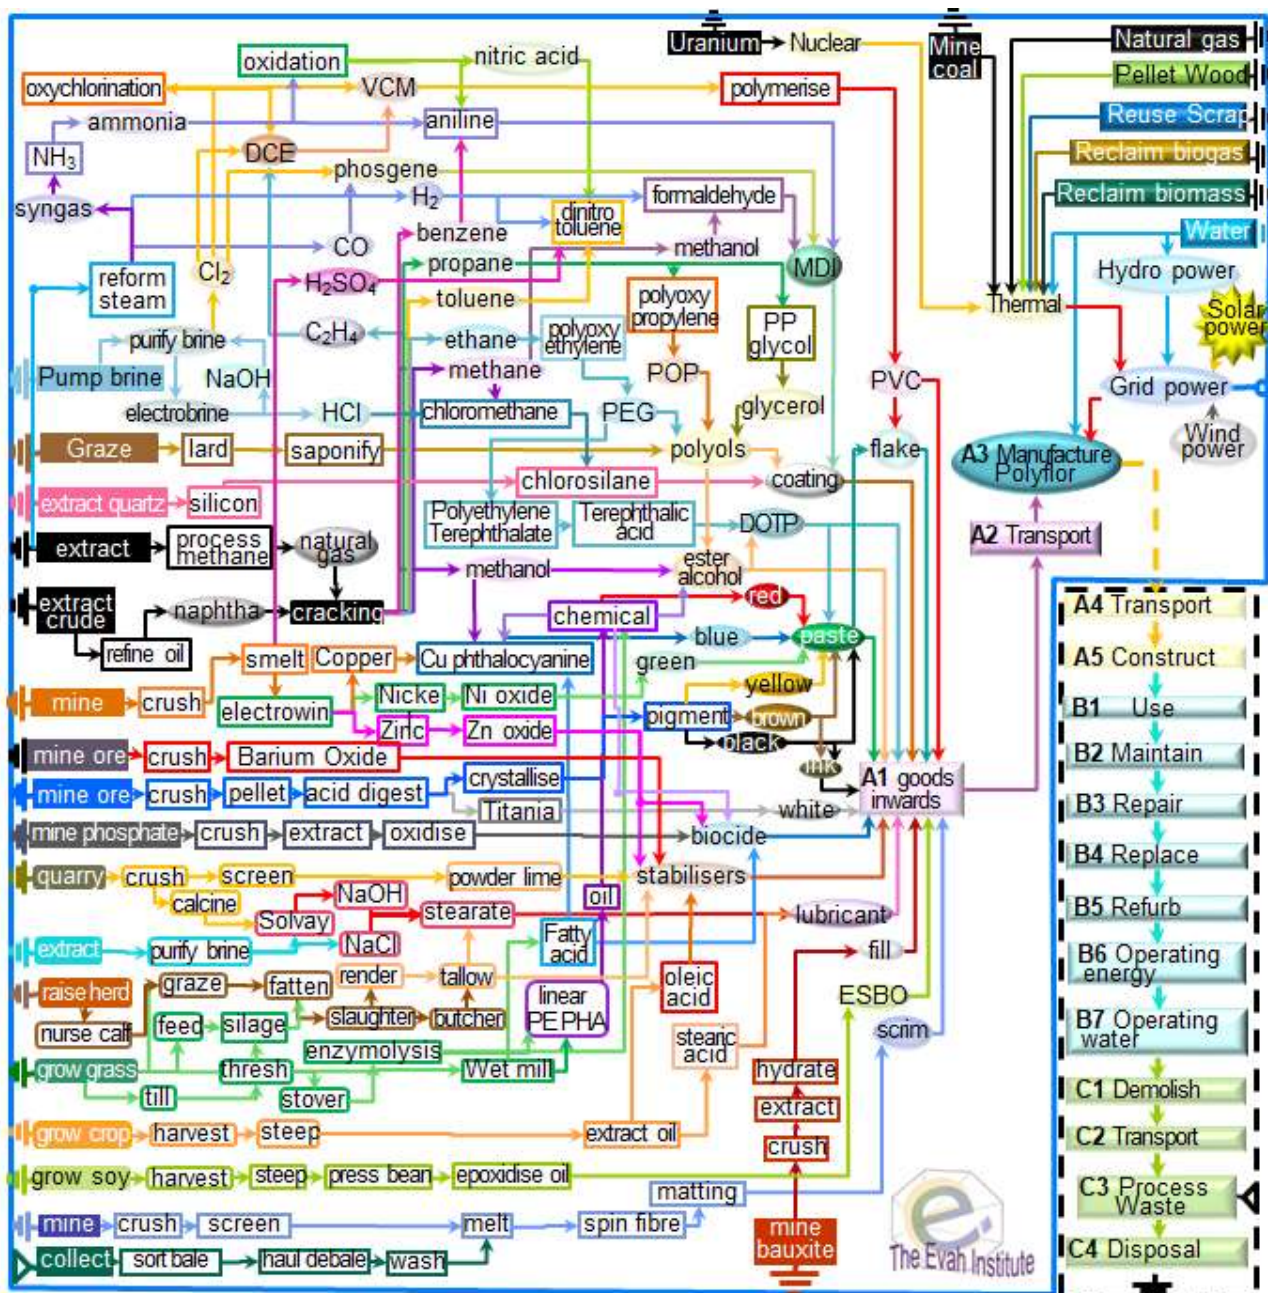 Uranium
Nuclear
Mine
coal
Natural gas
Pellet Wood
Reuse Scrap
Reclaim biogas
Reclaim biomass
Water
Hydro power
Solar
power
Thermal
Grid power
Wind
power
oxidation
nitric acid
oxychlorination
VCM
polymerise
ammonia
aniline
NH3
DCE
phosgene
syngas
H2
formaldehyde
dinitro
toluene
CO
benzene
methanol
Cl2
propane
MDI
reform
steam
H2SO4
toluene
polyoxy
propylene
PP
glycol
purify brine
C2H4
ethane
polyoxy
ethylene
Pump brine
NaOH
methane
POP
PVC
electrobrine
HCl
chloromethane
PEG
glycerol
Graze
lard
saponify
polyols
flake
A3 Manufacture
Polyflor
extract quartz
silicon
chlorosilane
coating
Polyethylene
Terephthalate
Terephthalic
acid
DOTP
A2 Transport
extract
process
methane
natural
gas
methanol
ester
alcohol
extract
crude
naphtha
cracking
chemical
red
refine oil
smelt
Copper
Cu phthalocyanine
blue
paste
green
mine
crush
electrowin
Nicke
Ni oxide
yellow
Zinc
Zn oxide
pigment
brown
black
ink
mine ore
crush
Barium Oxide
A1 goods
inwards
mine ore
crush
pellet
acid digest
crystallise
Titania
white
mine phosphate
crush
extract
oxidise
biocide
quarry
crush
screen
powder lime
stabilisers
calcine
Solvay
NaOH
stearate
oil
lubricant
extract
purify brine
NaCl
Fatty
acid
fill
raise herd
graze
fatten
render
tallow
oleic
acid
linear
PE PHA
ESBO
nurse calf
feed
silage
slaughter
butcher
scrim
enzymolysis
stearic
acid
grow grass
thresh
Wet mill
hydrate
till
stover
extract
grow crop
harvest
steep
extract oil
crush
grow soy
harvest
steep
press bean
epoxidise oil
matting
mine
crush
screen
melt
spin fibre
mine
bauxite
collect
sort bale
haul debale
wash
e.
The Evah Institute
A4 Transport
A5 Construct
B1 Use
B2 Maintain
B3 Repair
B4 Replace
B5 Refurb
B6 Operating
energy
B7 Operating
water
C1 Demolish
C2 Transport
C3 Process
Waste
C4 Disposal